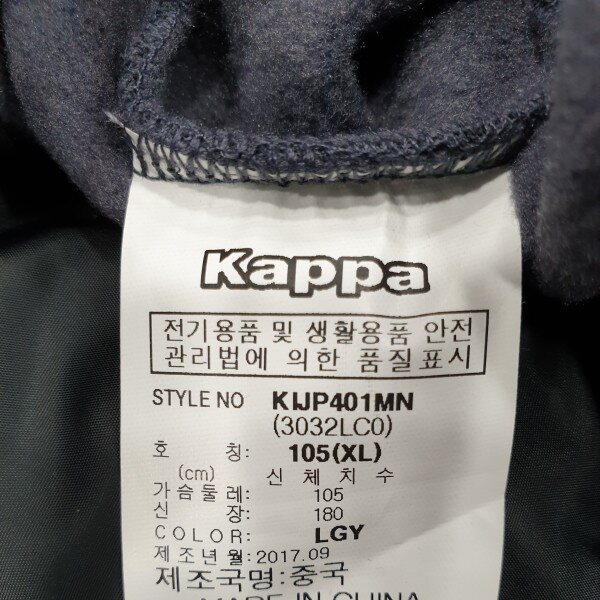 Kappa
전기용품 및 생활용품 안전
관리법에 의한 품질표시
STYLE NO KIJP401MN
(3032LC0)
호 칭: 105(XL)
(cm) 신 체 치 수
가슴둘레: 105
신 장: 180
COLOR: LGY
제조년월:2017.09
제조국명:중국
MADE IN CHINA